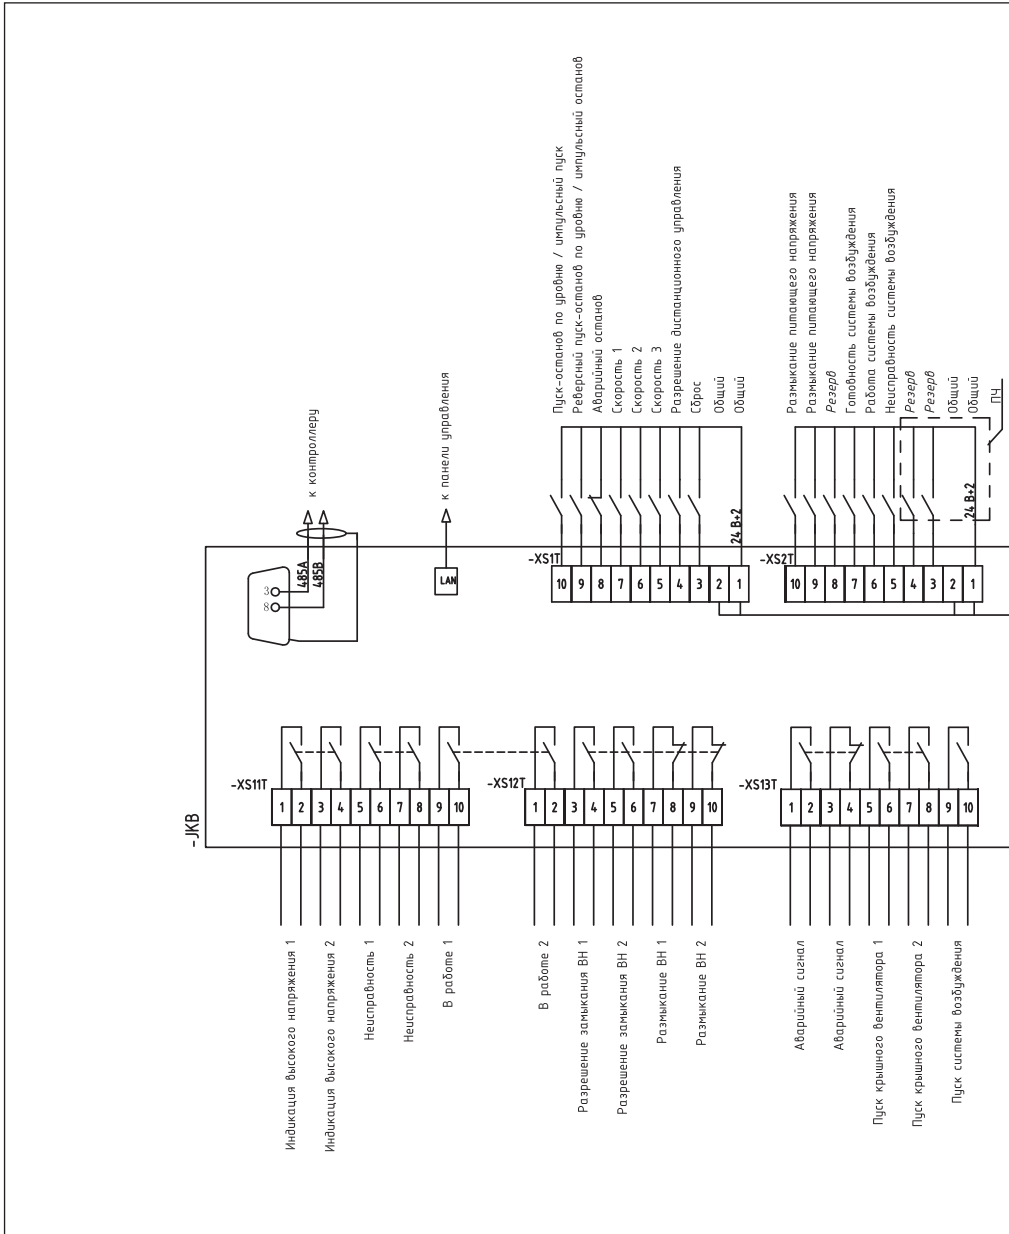 к контроллеру
485А
485В
3
8
к панели управления
LAN
Пуск-останов по уровню / импульсный пуск
Реверсный пуск-останов по уровню / импульсный останов
Аварийный останов
Скорость 1
Скорость 2
Скорость 3
Разрешение дистанционного управления
Сброс
Общий
Общий
24 В+2
-XS1T
10 9 8 7 6 5 4 3 2 1
Размыкание питающего напряжения
Размыкание питающего напряжения
Резерв
Готовность системы возбуждения
Работа системы возбуждения
Неисправность системы возбуждения
Резерв
Резерв
Общий
Общий
ПЧ
24 В+2
-XS2T
10 9 8 7 6 5 4 3 2 1
-JKB
-XS11T
1 2 3 4 5 6 7 8 9 10
Индикация высокого напряжения 1
Индикация высокого напряжения 2
Неисправность 1
Неисправность 2
В работе 1
-XS12T
1 2 3 4 5 6 7 8 9 10
В работе 2
Разрешение замыкания ВН 1
Разрешение замыкания ВН 2
Размыкание ВН 1
Размыкание ВН 2
-XS13T
1 2 3 4 5 6 7 8 9 10
Аварийный сигнал
Аварийный сигнал
Пуск крышного вентилятора 1
Пуск крышного вентилятора 2
Пуск системы возбуждения